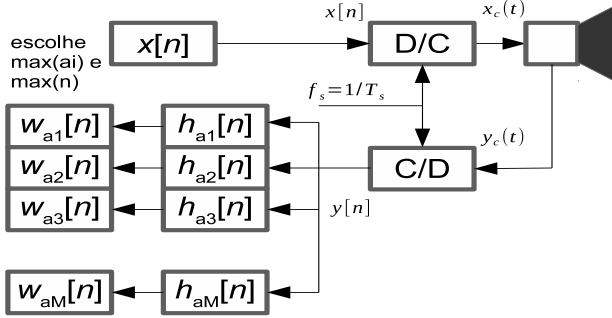 escolhe
max(ai) e
max(n)
x[n]
x[n]
D/C
x_c(t)
f_s=1/T_s
w_a1[n]
h_a1[n]
y_c(t)
w_a2[n]
h_a2[n]
C/D
w_a3[n]
h_a3[n]
y[n]
w_aM[n]
h_aM[n]